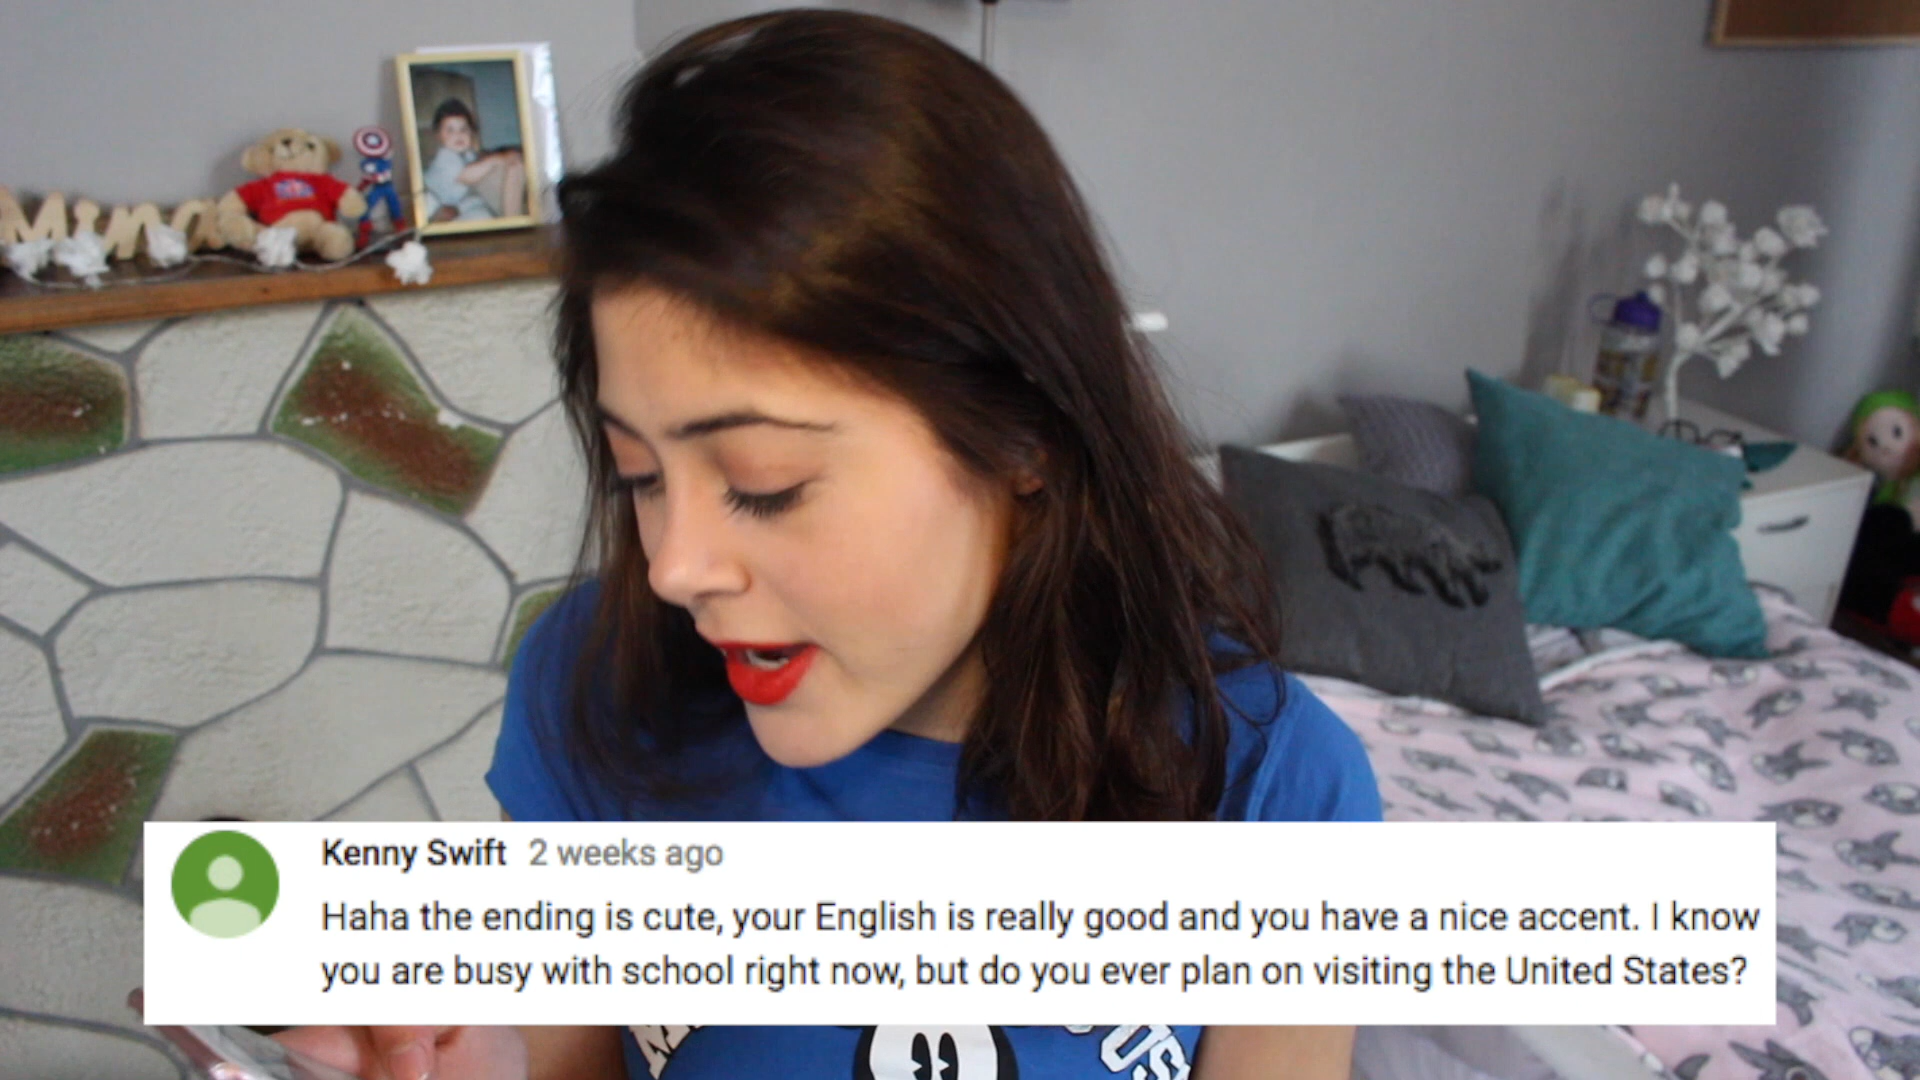 Mina
Kenny Swift 2 weeks ago
Haha the ending is cute, your English is really good and you have a nice accent. I know
you are busy with school right now, but do you ever plan on visiting the United States?